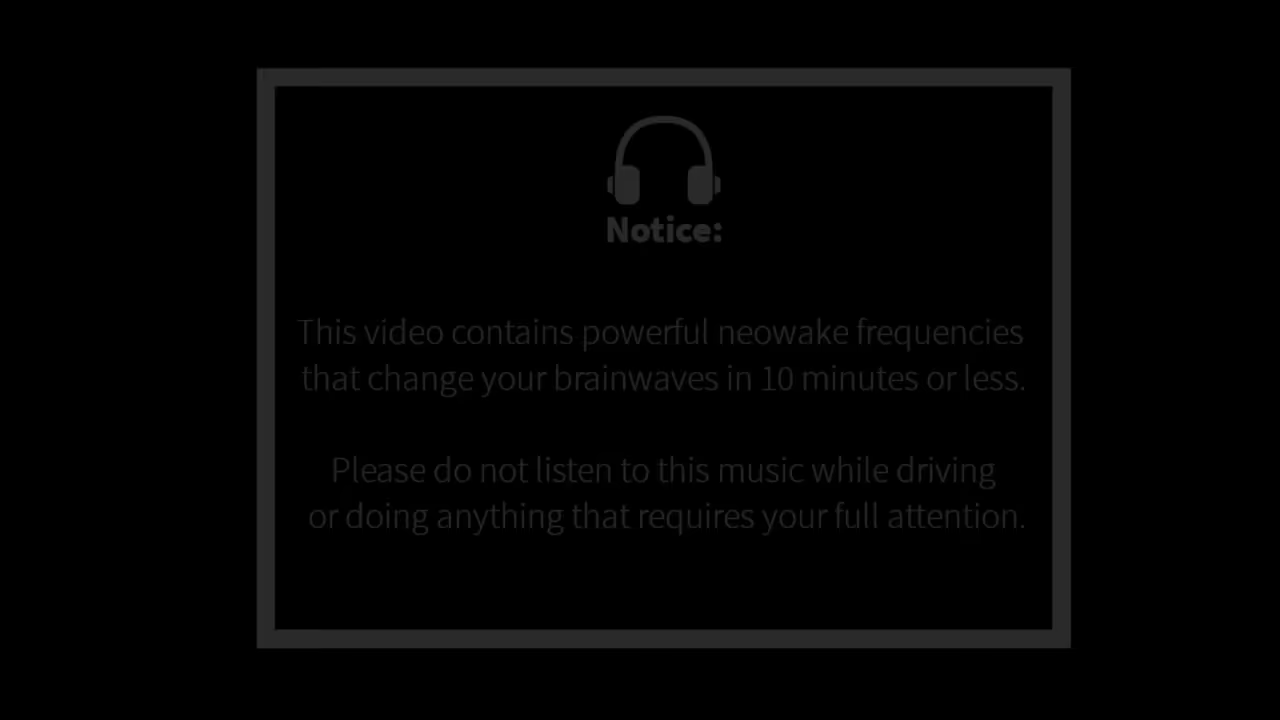 Notice:
This video contains powerful neowake frequencies
that change your brainwaves in 10 minutes or less.
Please do not listen to this music while driving
or doing anything that requires your full attention.